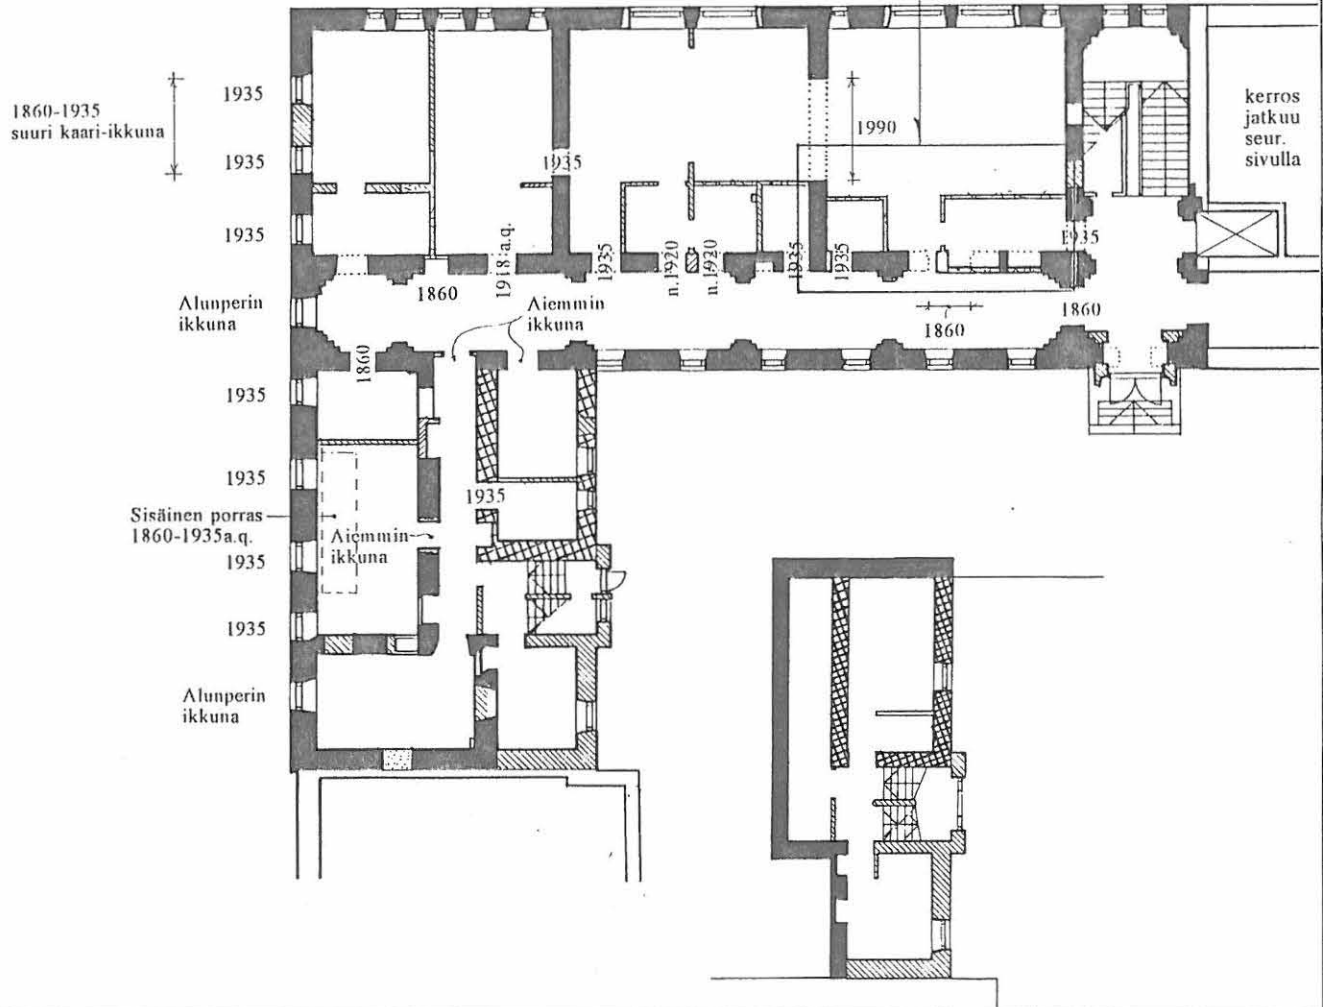 1860-1935
suuri kaari-ikkuna
1935
1935
1935
1935
1990
kerros
jatkuu
seur.
sivulla
1918 a.q.
1935
n.1920
n.1920
1935
1935
1935
Alunperin
ikkuna
1860
Aiemmin
ikkuna
1860
1860
1860
1935
1935
1935
Sisäinen porras
1860-1935a.q.
Aiemmin
ikkuna
1935
1935
Alunperin
ikkuna